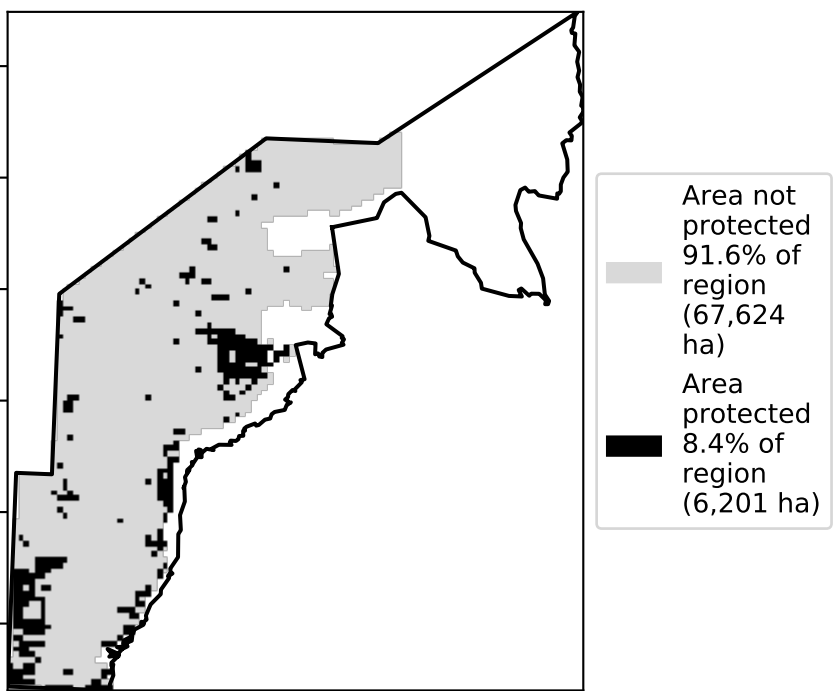 Area not
protected
91.6% of
region
(67,624
ha)
Area
protected
8.4% of
region
(6,201 ha)